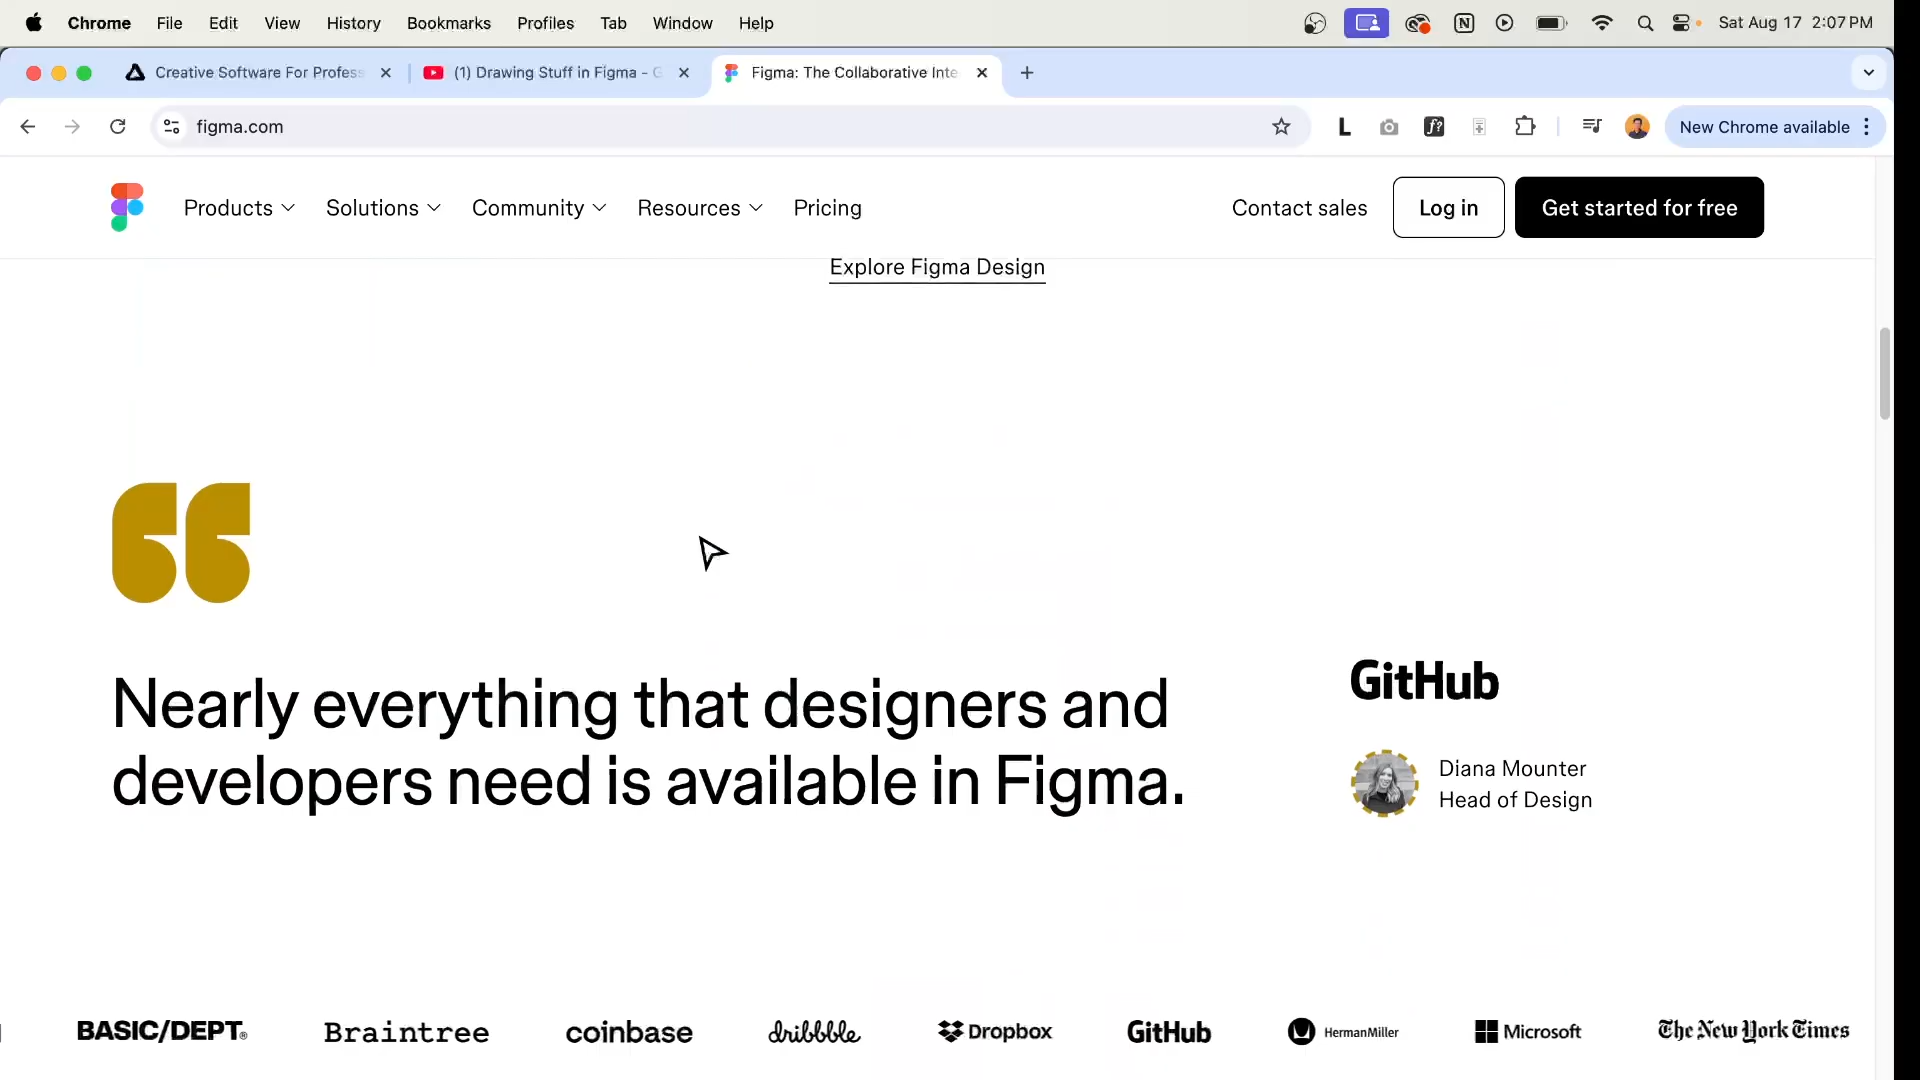 Chrome File Edit View History Bookmarks Profiles Tab Window Help Sat Aug 17 2:07 PM
Creative Software For Profess (1) Drawing Stuff in Figma - Figma: The Collaborative Inte
figma.com New Chrome available
Products Solutions Community Resources Pricing Contact sales Log in Get started for free
Explore Figma Design
Nearly everything that designers and
developers need is available in Figma.
GitHub
Diana Mounter
Head of Design
BASIC/DEPT® Braintree coinbase dribbble Dropbox GitHub HermanMiller Microsoft The New York Times